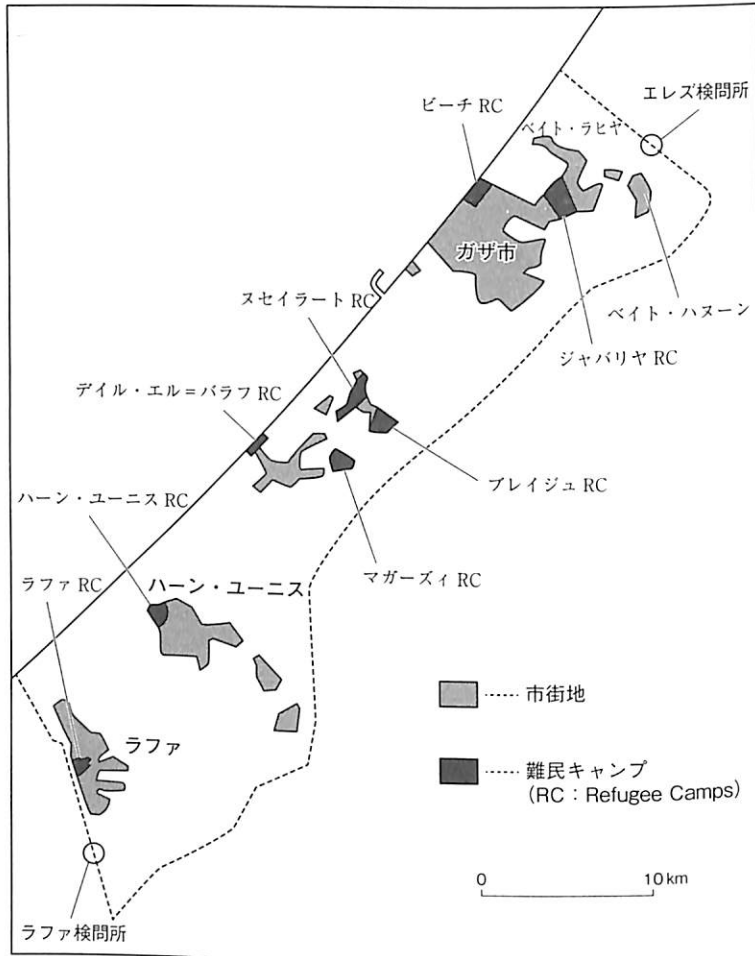 エレズ検問所
ビーチ RC
ベイト・ラヒヤ
ガザ市
ヌセイラート RC
ベイト・ハヌーン
ジャバリヤ RC
デイル・エル＝バラフ RC
ブレイジュ RC
ハーン・ユーニス RC
マガーズィ RC
ラファ RC
ハーン・ユーニス
市街地
ラファ
難民キャンプ
(RC：Refugee Camps)
0 10 km
ラファ検問所